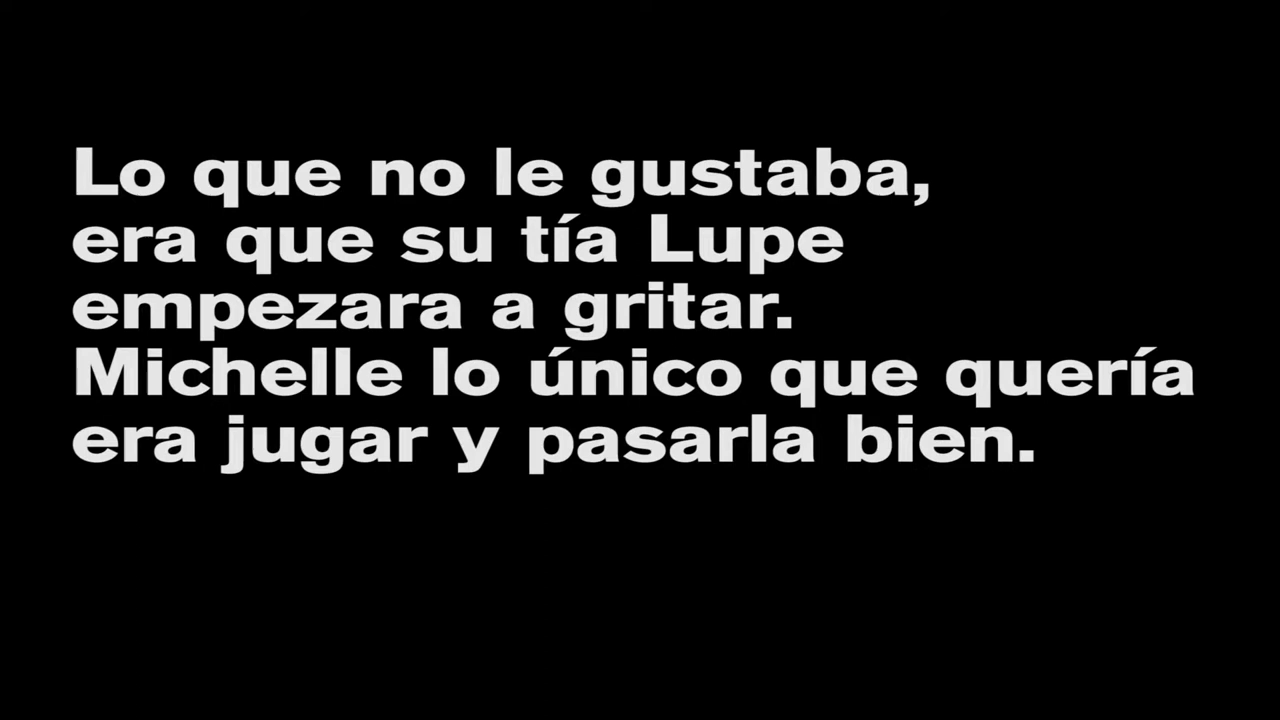 Lo que no le gustaba,
era que su tía Lupe
empezara a gritar.
Michelle lo único que quería
era jugar y pasarla bien.